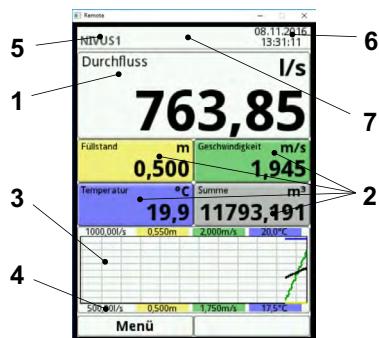 Remote
NIVUS1
08.11.2016
13:31:11
Durchfluss
l/s
763,85
Füllstand m
0,500
Geschwindigkeit m/s
1,945
Temperatur °C
19,9
Summe m³
11793,191
1000,00l/s 0,550m 2,000m/s 20,0°C
500,00l/s 0,500m 1,750m/s 17,5°C
Menü
5
6
1
7
2
3
4